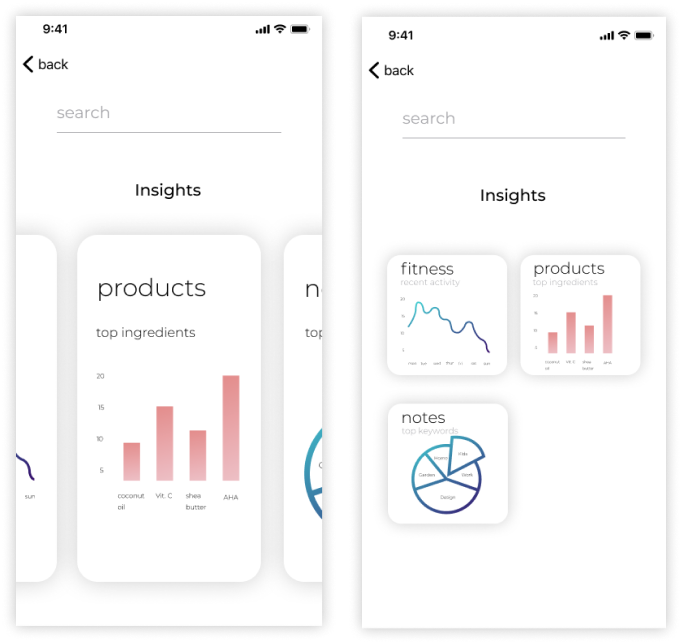 9:41
back
search
Insights
products
top ingredients
20
15
10
5
coconut oil
Vit. C
shea butter
AHA
sun
n
top
9:41
back
search
Insights
fitness
recent activity
20
15
10
5
mon tue wed thur fri sat sun
products
top ingredients
20
15
10
5
coconut oil
Vit. C
shea butter
AHA
notes
top keywords
Kids
Work
Design
Garden
Home